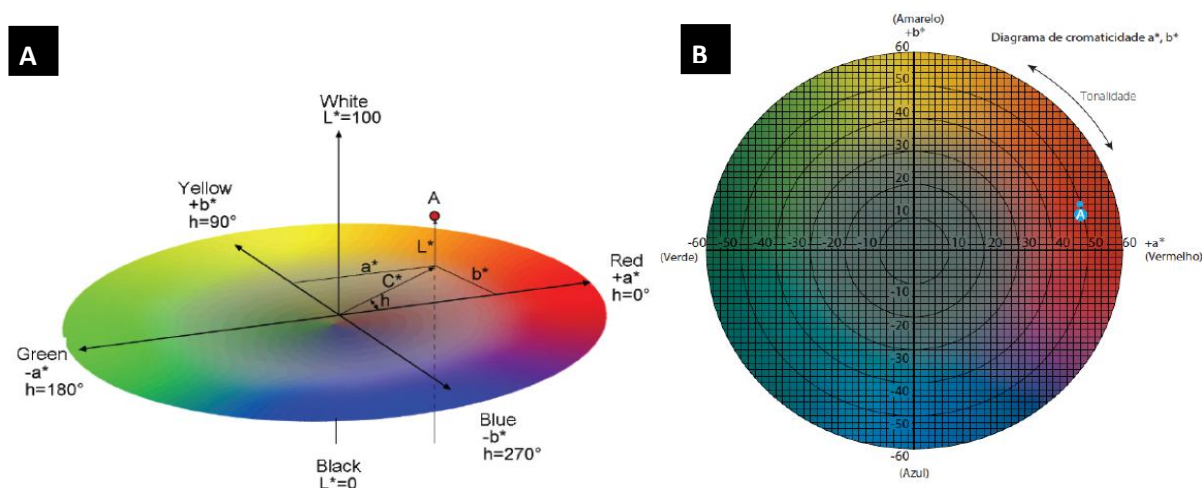 A
White
L*=100
Yellow
+b*
h=90°
A
L*
a*
C*
b*
h
Red
+a*
h=0°
Green
-a*
h=180°
Blue
-b*
h=270°
Black
L*=0
B
(Amarelo)
+b*
Diagrama de cromaticidade a*, b*
Tonalidade
60
50
40
30
20
10
A
-60 -50 -40 -30 -20 -10 10 20 30 40 50 60 +a*
(Verde)
(Vermelho)
-10
-20
-30
-40
-50
-60
(Azul)